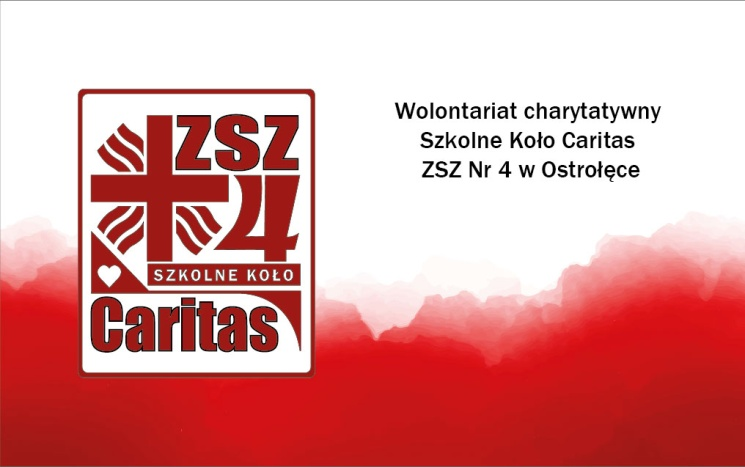 ZSZ
4
SZKOLNE KOŁO
Caritas
Wolontariat charytatywny
Szkolne Koło Caritas
ZSZ Nr 4 w Ostrołęce